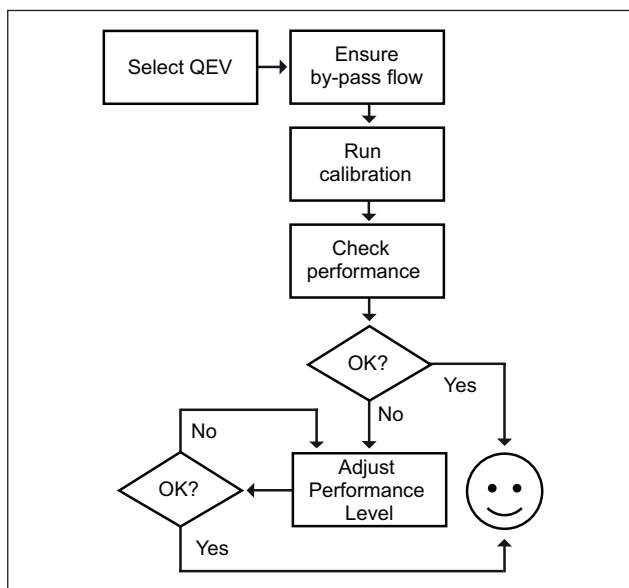 Select QEV
Ensure
by-pass flow
Run
calibration
Check
performance
OK?
Yes
No
No
Adjust
Performance
Level
OK?
Yes